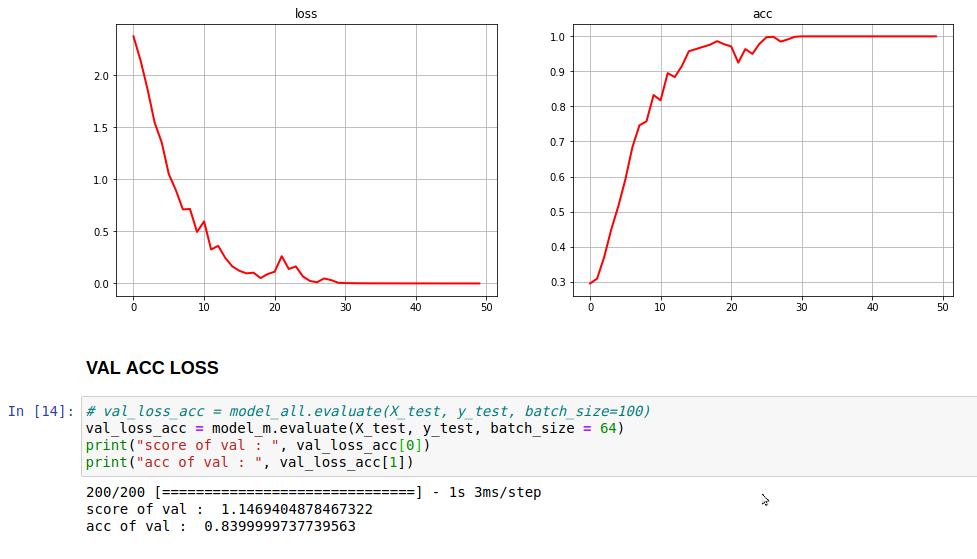 loss
acc
2.0
1.5
1.0
0.5
0.0
0 10 20 30 40 50
1.0
0.9
0.8
0.7
0.6
0.5
0.4
0.3
0 10 20 30 40 50
VAL ACC LOSS
In [14]: # val_loss_acc = model_all.evaluate(X_test, y_test, batch_size=100)
val_loss_acc = model_m.evaluate(X_test, y_test, batch_size = 64)
print("score of val : ", val_loss_acc[0])
print("acc of val : ", val_loss_acc[1])
200/200 [==============================] - 1s 3ms/step
score of val :  1.1469404878467322
acc of val :  0.8399999737739563